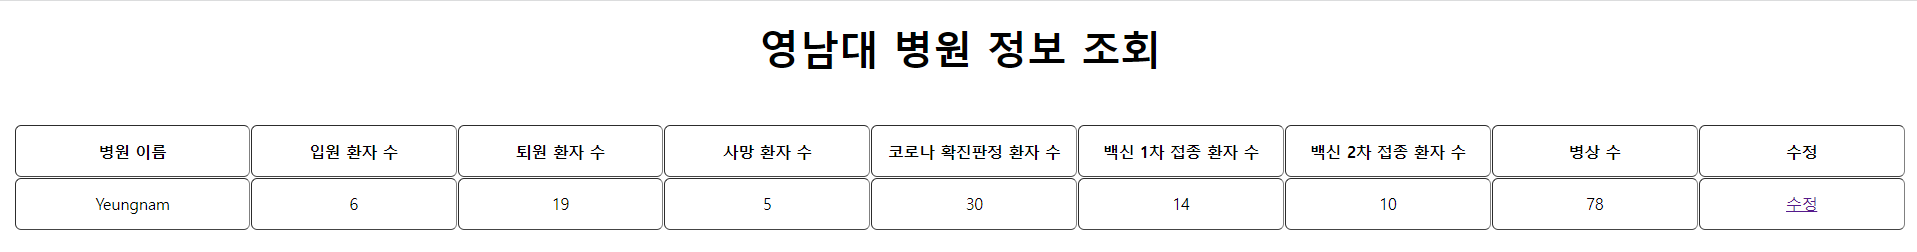 영남대 병원 정보 조회
병원 이름 입원 환자 수 퇴원 환자 수 사망 환자 수 코로나 확진판정 환자 수 백신 1차 접종 환자 수 백신 2차 접종 환자 수 병상 수 수정
Yeungnam 6 19 5 30 14 10 78 수정